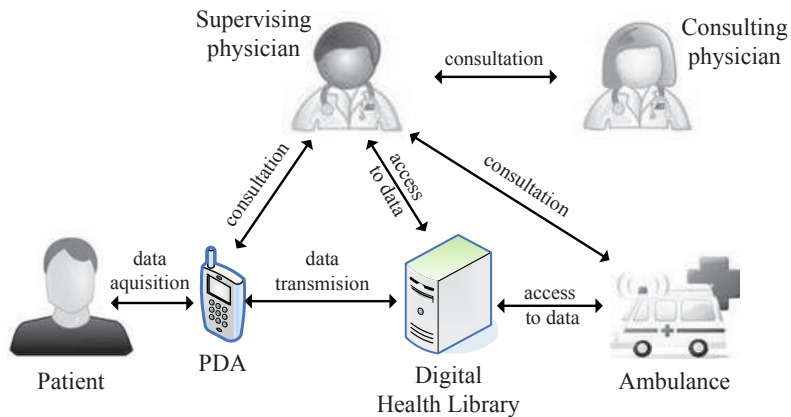 Supervising
physician
Consulting
physician
consultation
consultation
access
to data
consultation
data
aquisition
data
transmision
access
to data
Patient
PDA
Digital
Health Library
Ambulance